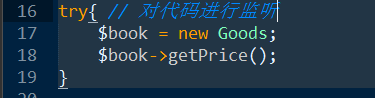 16 try{ // 对代码进行监听
17     $book = new Goods;
18     $book->getPrice();
19 }